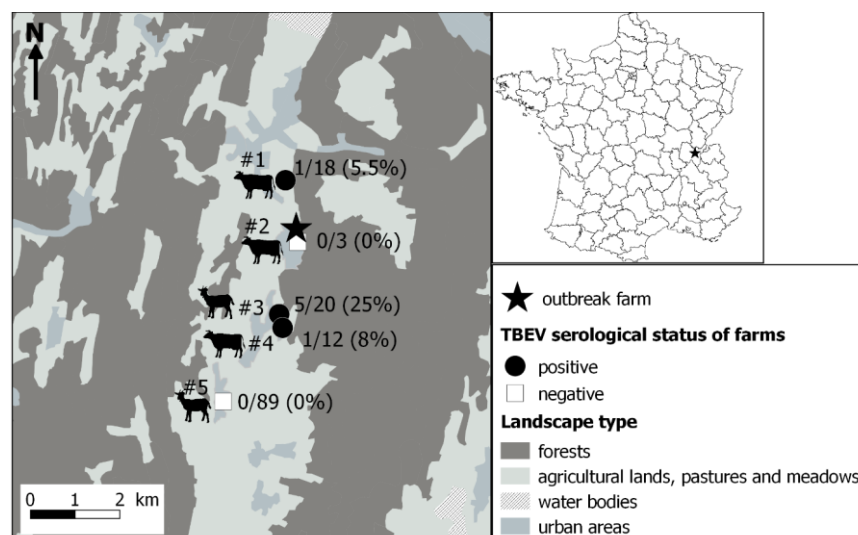 N
#1
1/18 (5.5%)
#2
0/3 (0%)
#3
5/20 (25%)
#4
1/12 (8%)
#5
0/89 (0%)
0 1 2 km
outbreak farm
TBEV serological status of farms
positive
negative
Landscape type
forests
agricultural lands, pastures and meadows
water bodies
urban areas